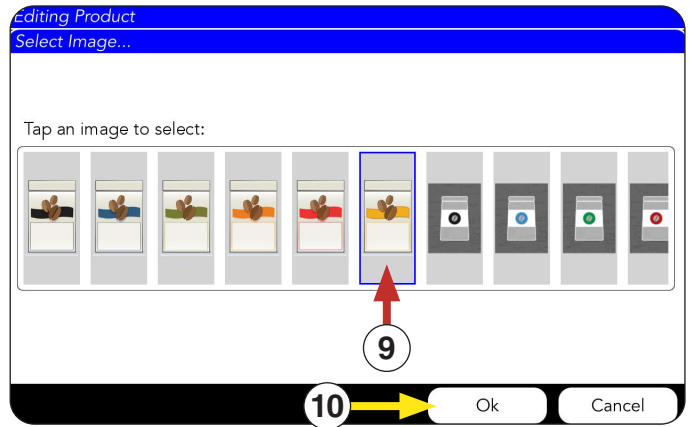 Editing Product
Select Image...
Tap an image to select:
9
10
Ok
Cancel